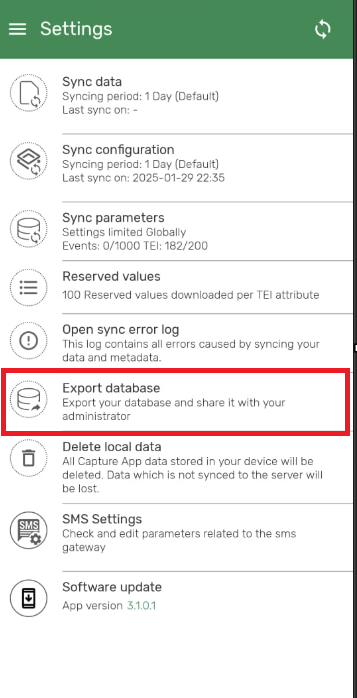 Settings
Sync data
Syncing period: 1 Day (Default)
Last sync on: -
Sync configuration
Syncing period: 1 Day (Default)
Last sync on: 2025-01-29 22:35
Sync parameters
Settings limited Globally
Events: 0/1000 TEI: 182/200
Reserved values
100 Reserved values downloaded per TEI attribute
Open sync error log
This log contains all errors caused by syncing your
data and metadata.
Export database
Export your database and share it with your
administrator
Delete local data
All Capture App data stored in your device will be
deleted. Data which is not synced to the server will
be lost.
SMS
SMS Settings
Check and edit parameters related to the sms
gateway
Software update
App version 3.1.0.1